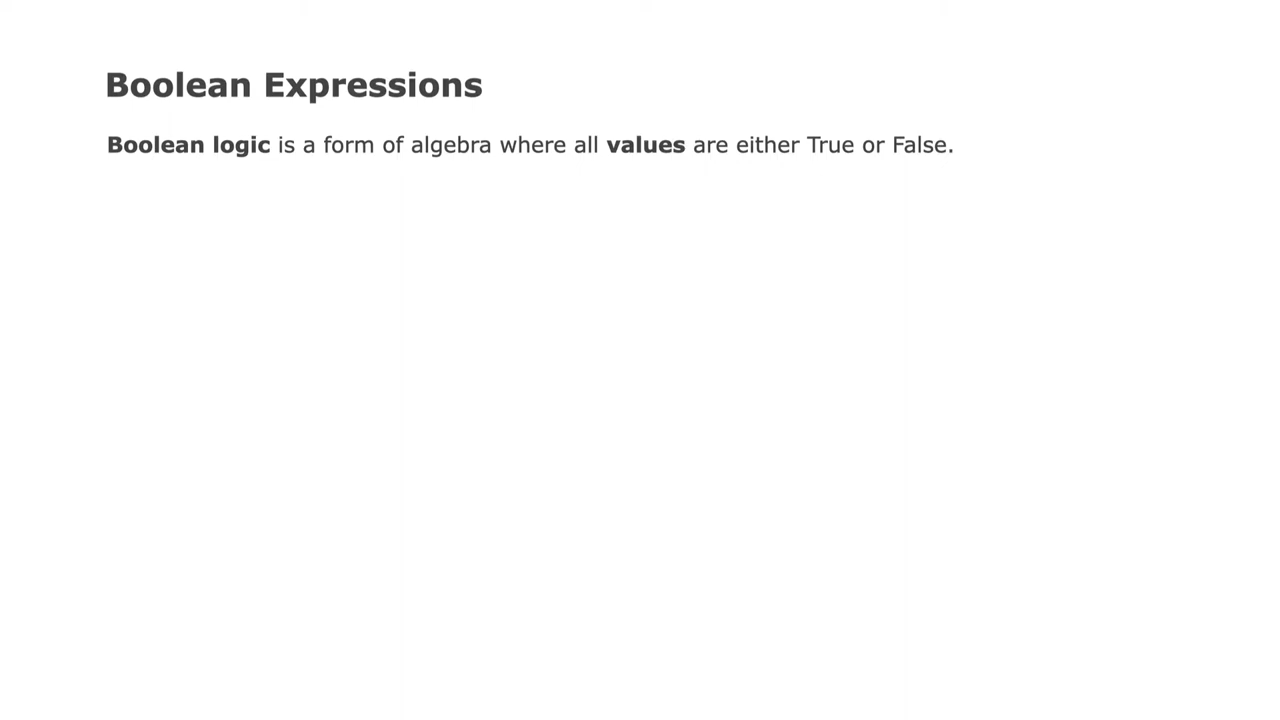 Boolean Expressions
Boolean logic is a form of algebra where all values are either True or False.